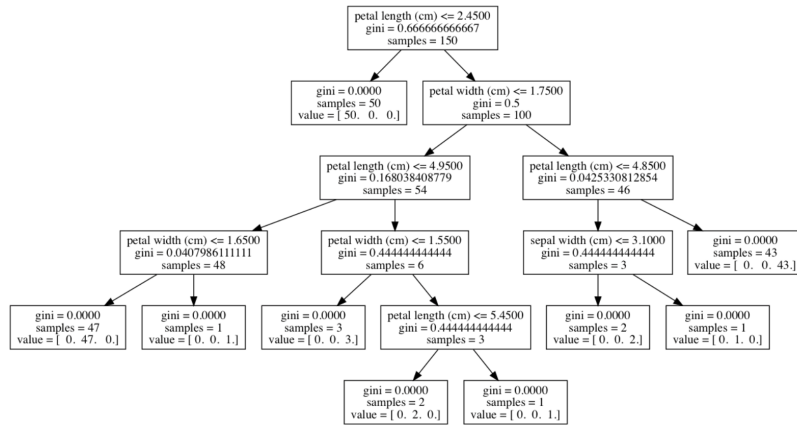 petal length (cm) <= 2.4500
gini = 0.666666666667
samples = 150
gini = 0.0000
samples = 50
value = [ 50. 0. 0.]
petal width (cm) <= 1.7500
gini = 0.5
samples = 100
petal length (cm) <= 4.9500
gini = 0.168038408779
samples = 54
petal length (cm) <= 4.8500
gini = 0.0425330812854
samples = 46
petal width (cm) <= 1.6500
gini = 0.0407986111111
samples = 48
petal width (cm) <= 1.5500
gini = 0.444444444444
samples = 6
sepal width (cm) <= 3.1000
gini = 0.444444444444
samples = 3
gini = 0.0000
samples = 43
value = [ 0. 0. 43.]
gini = 0.0000
samples = 47
value = [ 0. 47. 0.]
gini = 0.0000
samples = 1
value = [ 0. 0. 1.]
gini = 0.0000
samples = 3
value = [ 0. 0. 3.]
petal length (cm) <= 5.4500
gini = 0.444444444444
samples = 3
gini = 0.0000
samples = 2
value = [ 0. 0. 2.]
gini = 0.0000
samples = 1
value = [ 0. 1. 0.]
gini = 0.0000
samples = 2
value = [ 0. 2. 0.]
gini = 0.0000
samples = 1
value = [ 0. 0. 1.]